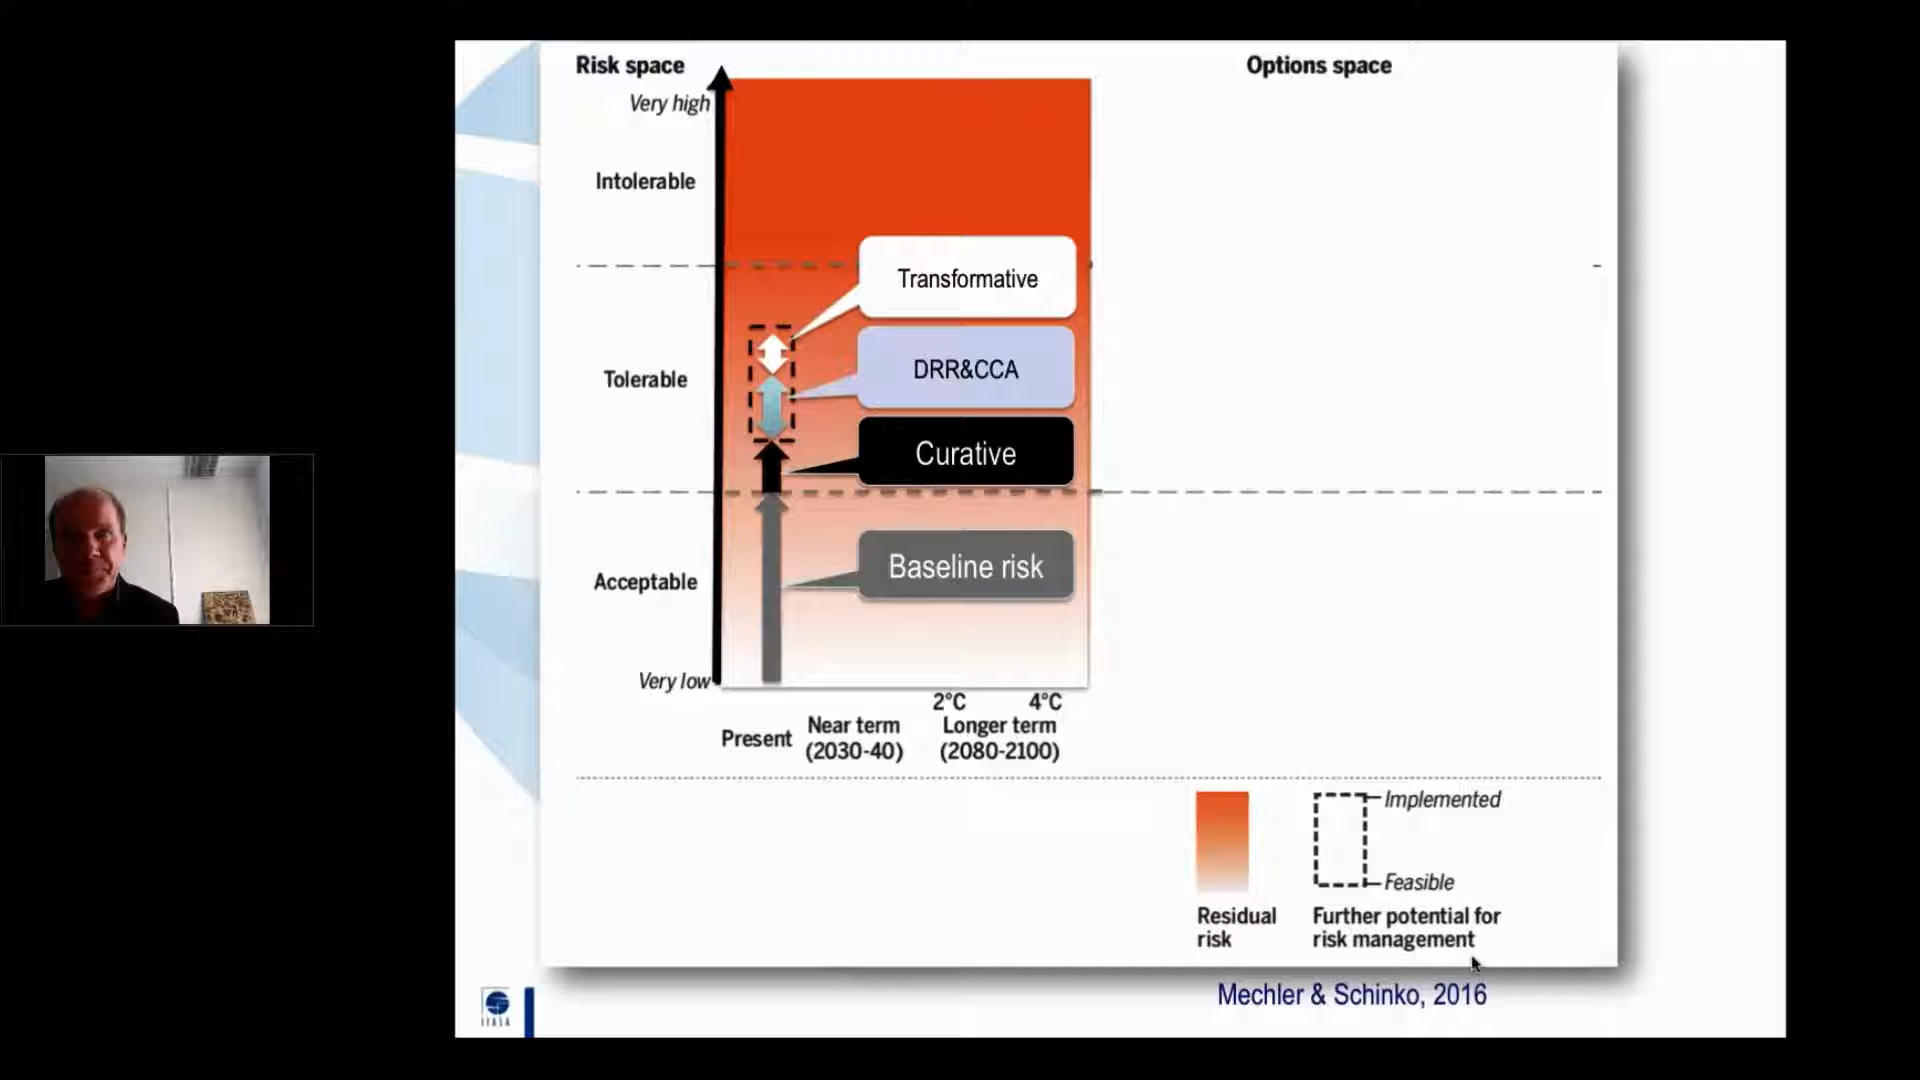 Risk space
Options space
Very high
Intolerable
Transformative
DRR&CCA
Tolerable
Curative
Baseline risk
Acceptable
Very low
2°C 4°C
Present
Near term
(2030-40)
Longer term
(2080-2100)
Implemented
Feasible
Residual
risk
Further potential for
risk management
Mechler & Schinko, 2016
IIASA